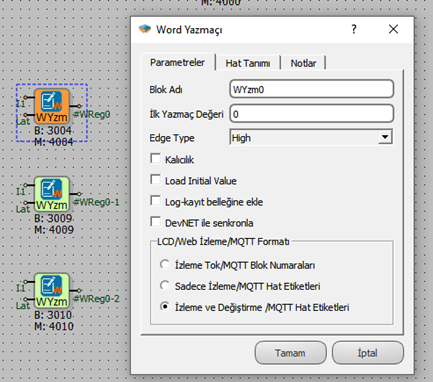 M: 4000
I1
Lat
WYzm
#WReg0
B: 3004
M: 4004
I1
Lat
WYzm
#WReg0-1
B: 3009
M: 4009
I1
Lat
WYzm
#WReg0-2
B: 3010
M: 4010
Word Yazmaçı
Parametreler
Hat Tanımı
Notlar
Blok Adı
WYzm0
İlk Yazmaç Değeri
0
Edge Type
High
Kalıcılık
Load Initial Value
Log-kayıt belleğine ekle
DevNET ile senkronla
LCD/Web İzleme/MQTT Formatı
İzleme Tok/MQTT Blok Numaraları
Sadece İzleme/MQTT Hat Etiketleri
İzleme ve Değiştirme /MQTT Hat Etiketleri
Tamam
İptal